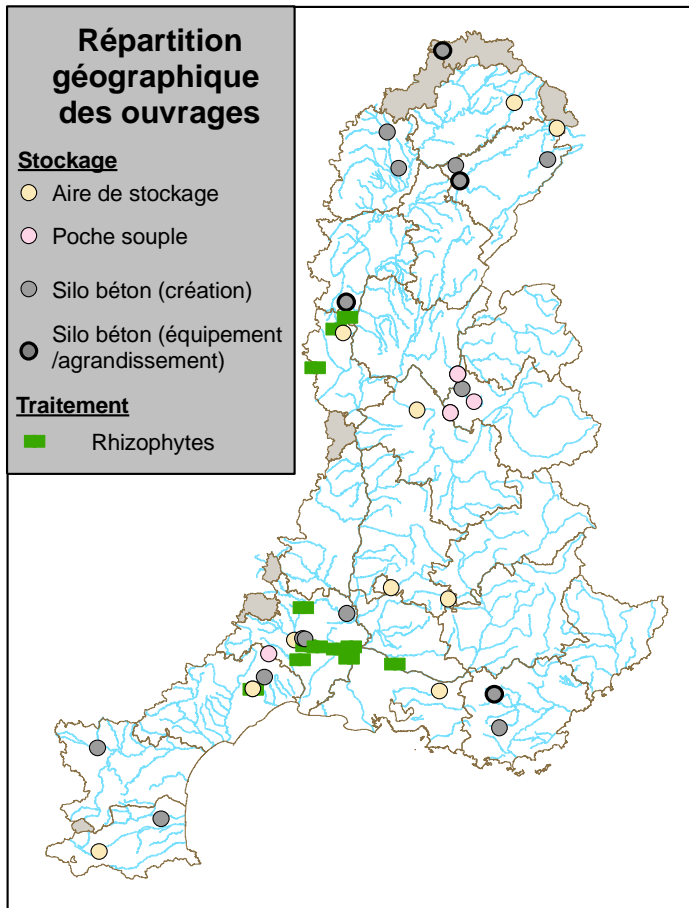 Répartition
géographique
des ouvrages
Stockage
Aire de stockage
Poche souple
Silo béton (création)
Silo béton (équipement
/agrandissement)
Traitement
Rhizophytes